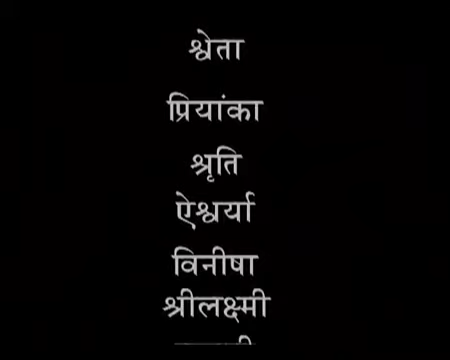 श्वेता
प्रियांका
श्रृति
ऐश्वर्या
विनीषा
श्रीलक्ष्मी